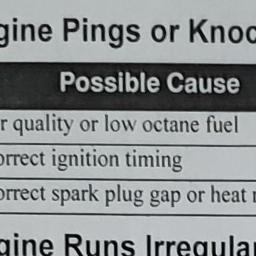 gine Pings or Knoc
Possible Cause
r quality or low octane fuel
orrect ignition timing
orrect spark plug gap or heat r
gine Runs Irregular